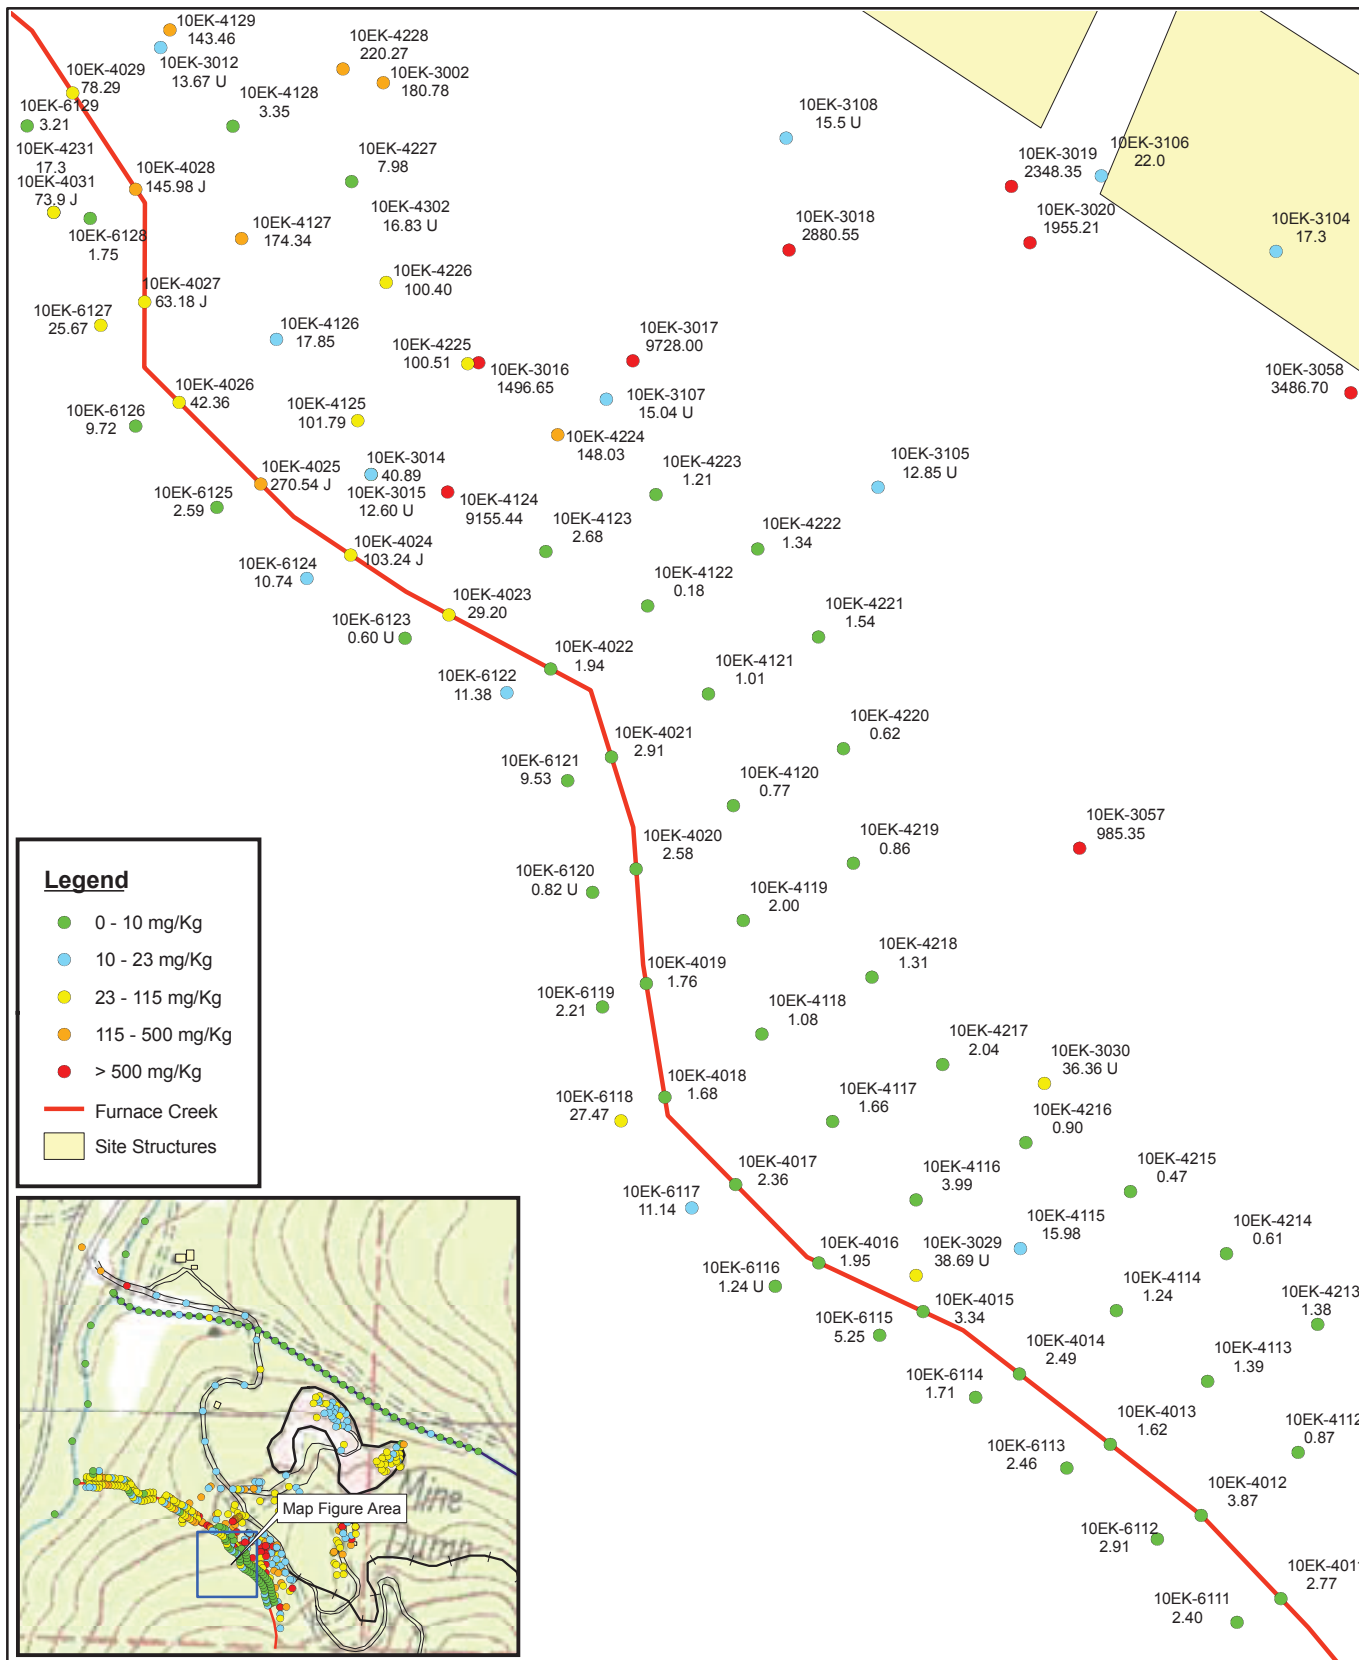 10EK-4129
143.46
10EK-3012
13.67 U
10EK-4228
220.27
10EK-3002
180.78
10EK-4029
78.29
10EK-4128
3.35
10EK-6129
3.21
10EK-3108
15.5 U
10EK-4231
17.3
10EK-4031
73.9 J
10EK-4028
145.98 J
10EK-4227
7.98
10EK-4302
16.83 U
10EK-3019
2348.35
10EK-3106
22.0
10EK-6128
1.75
10EK-4127
174.34
10EK-3018
2880.55
10EK-3020
1955.21
10EK-3104
17.3
10EK-4027
63.18 J
10EK-4226
100.40
10EK-6127
25.67
10EK-4126
17.85
10EK-4225
100.51
10EK-3016
1496.65
10EK-3017
9728.00
10EK-3058
3486.70
10EK-4026
42.36
10EK-3107
15.04 U
10EK-6126
9.72
10EK-4125
101.79
10EK-4224
148.03
10EK-4025
270.54 J
10EK-3014
40.89
10EK-3015
12.60 U
10EK-4124
9155.44
10EK-4223
1.21
10EK-3105
12.85 U
10EK-6125
2.59
10EK-4123
2.68
10EK-4222
1.34
10EK-4024
103.24 J
10EK-6124
10.74
10EK-4122
0.18
10EK-4023
29.20
10EK-4221
1.54
10EK-6123
0.60 U
10EK-4022
1.94
10EK-4121
1.01
10EK-6122
11.38
10EK-4021
2.91
10EK-4220
0.62
10EK-6121
9.53
10EK-4120
0.77
10EK-3057
985.35
10EK-4020
2.58
10EK-4219
0.86
10EK-6120
0.82 U
10EK-4119
2.00
10EK-4218
1.31
10EK-4019
1.76
10EK-6119
2.21
10EK-4118
1.08
10EK-4217
2.04
10EK-3030
36.36 U
10EK-4018
1.68
10EK-6118
27.47
10EK-4117
1.66
10EK-4216
0.90
10EK-4017
2.36
10EK-4116
3.99
10EK-4215
0.47
10EK-6117
11.14
10EK-4115
15.98
10EK-4214
0.61
10EK-4016
1.95
10EK-3029
38.69 U
10EK-6116
1.24 U
10EK-4015
3.34
10EK-4114
1.24
10EK-4213
1.38
10EK-6115
5.25
10EK-4014
2.49
10EK-4113
1.39
10EK-6114
1.71
10EK-4013
1.62
10EK-4112
0.87
10EK-6113
2.46
10EK-4012
3.87
10EK-6112
2.91
10EK-4011
2.77
10EK-6111
2.40
Legend
0 - 10 mg/Kg
10 - 23 mg/Kg
23 - 115 mg/Kg
115 - 500 mg/Kg
> 500 mg/Kg
Furnace Creek
Site Structures
Map Figure Area
Mine
Dump